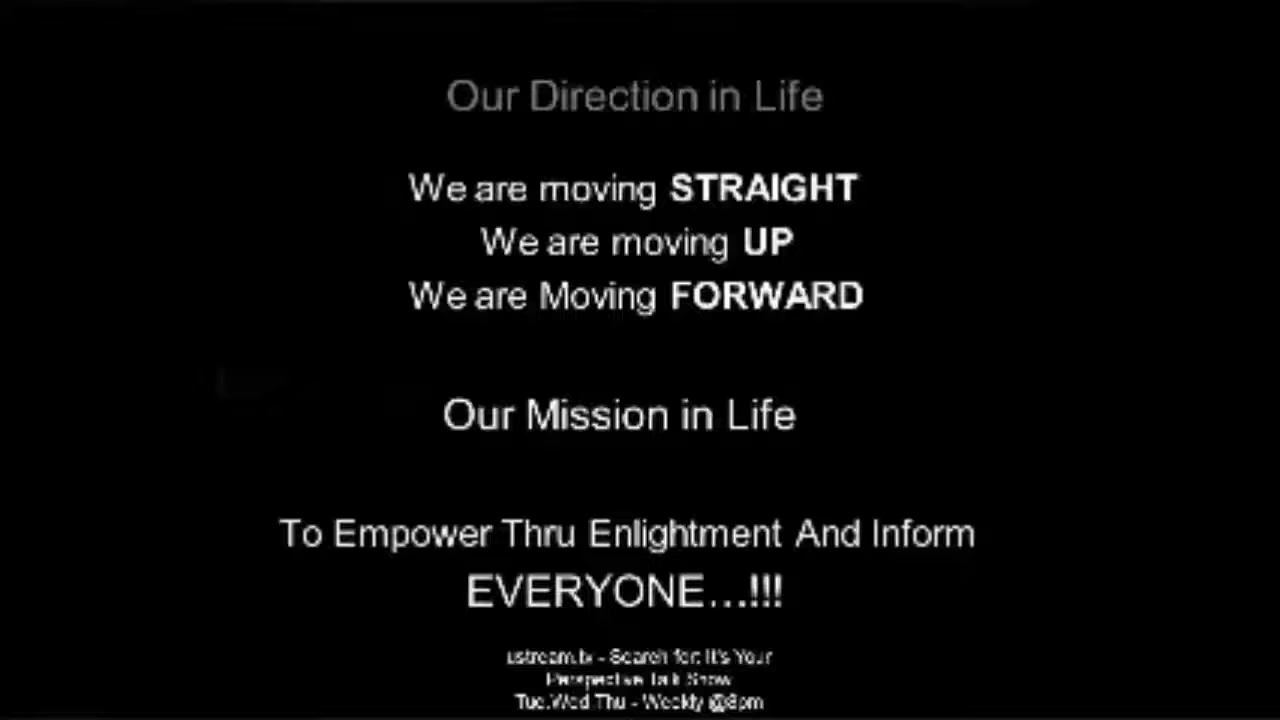 Our Direction in Life
We are moving STRAIGHT
We are moving UP
We are Moving FORWARD
Our Mission in Life
To Empower Thru Enlightment And Inform
EVERYONE...!!!
ustream.tv - Search for: It's Your
Perspective Talk Show
Tue.Wed Thu - Weekly @8pm